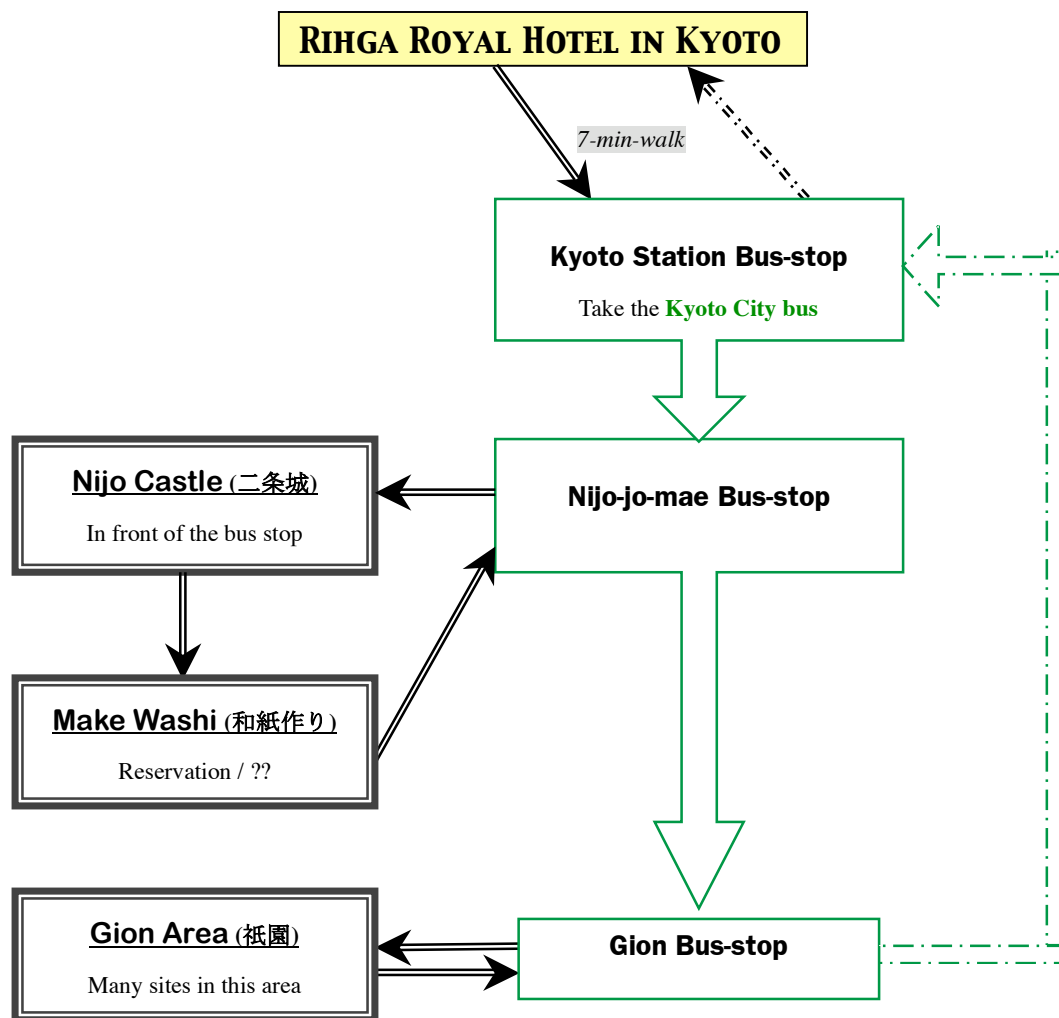 RIHGA ROYAL HOTEL IN KYOTO
7-min-walk
Kyoto Station Bus-stop
Take the Kyoto City bus
Nijo Castle (二条城)
In front of the bus stop
Nijo-jo-mae Bus-stop
Make Washi (和紙作り)
Reservation / ??
Gion Area (祇園)
Many sites in this area
Gion Bus-stop